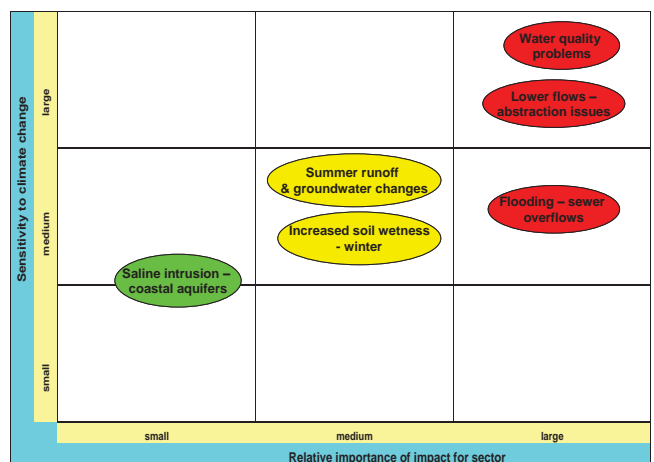 Sensitivity to climate change
large
medium
small
Water quality
problems
Lower flows –
abstraction issues
Summer runoff
& groundwater changes
Flooding – sewer
overflows
Increased soil wetness
- winter
Saline intrusion –
coastal aquifers
small
medium
large
Relative importance of impact for sector